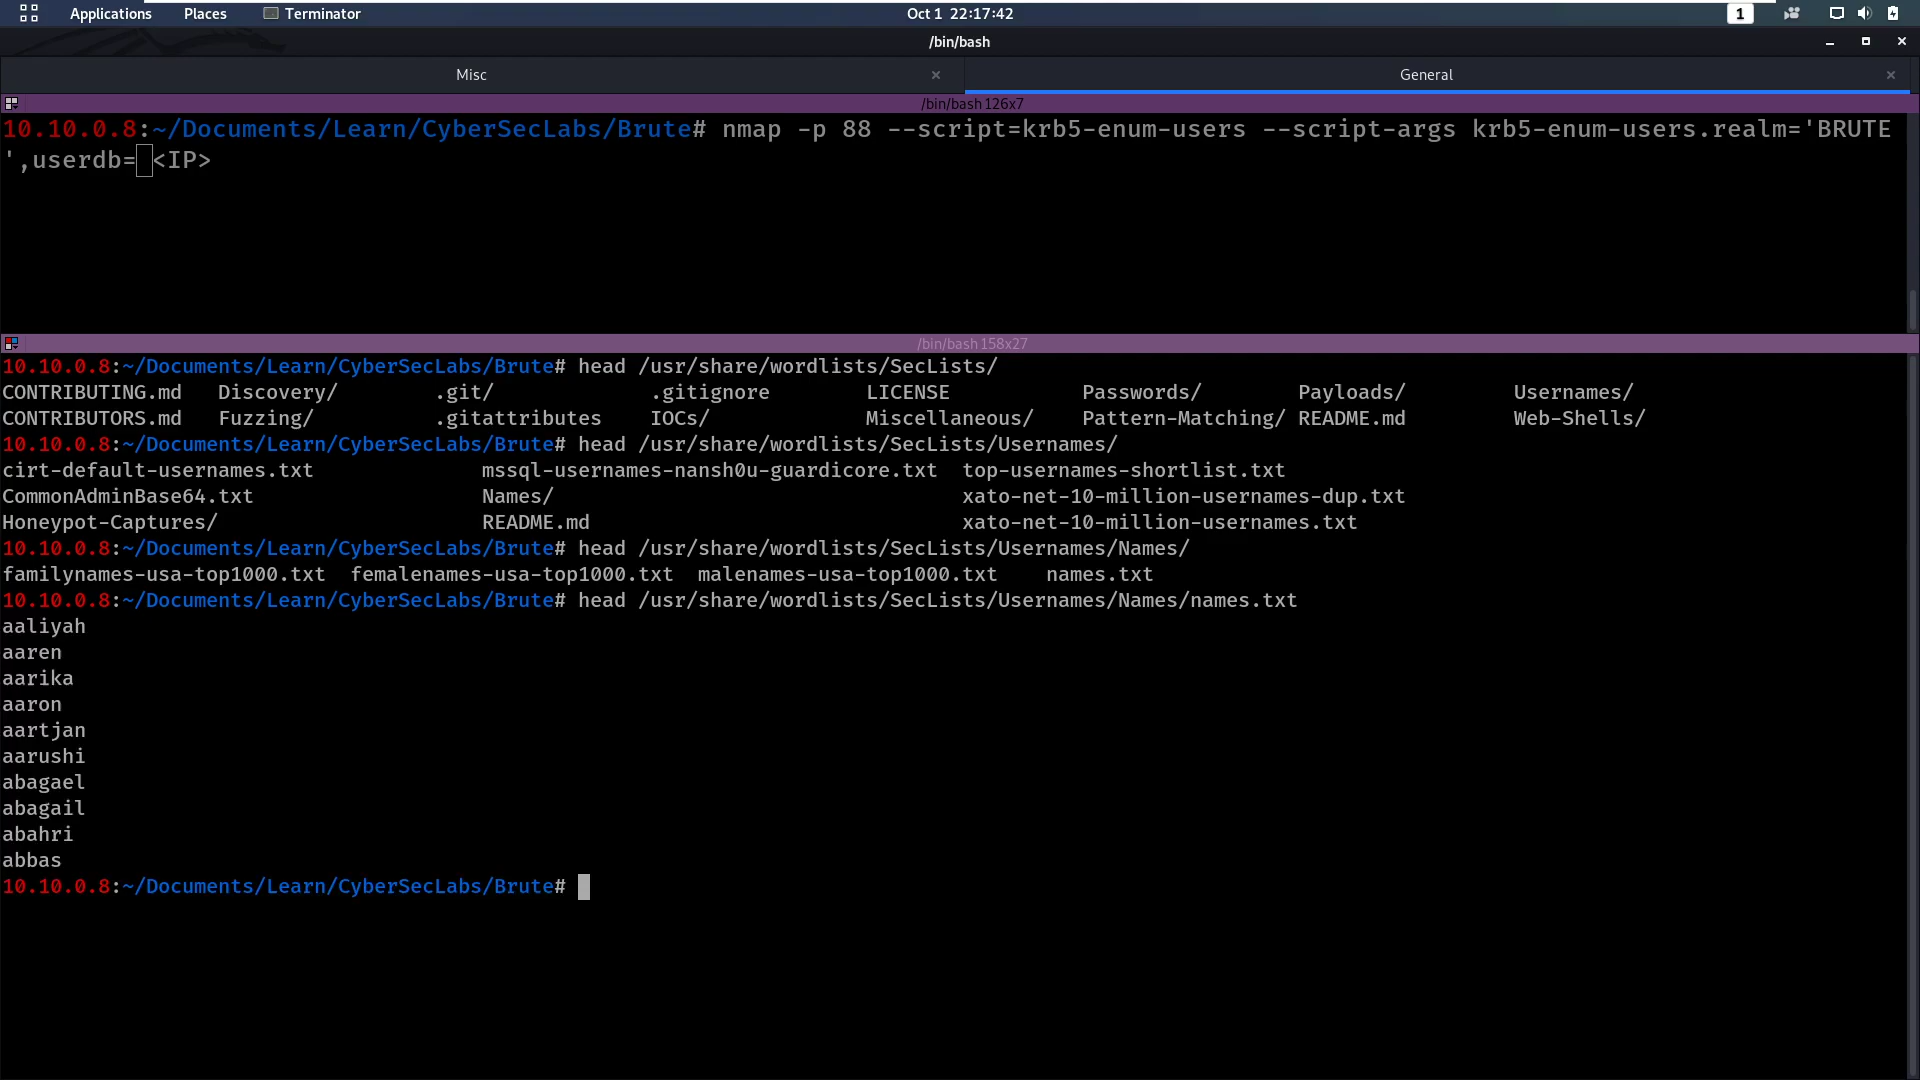 Applications Places Terminator Oct 1 22:17:42 1
/bin/bash
Misc × General ×
/bin/bash 126x7
10.10.0.8:~/Documents/Learn/CyberSecLabs/Brute# nmap -p 88 --script=krb5-enum-users --script-args krb5-enum-users.realm='BRUTE
',userdb= <IP>
/bin/bash 158x27
10.10.0.8:~/Documents/Learn/CyberSecLabs/Brute# head /usr/share/wordlists/SecLists/
CONTRIBUTING.md Discovery/ .git/ .gitignore LICENSE Passwords/ Payloads/ Usernames/
CONTRIBUTORS.md Fuzzing/ .gitattributes IOCs/ Miscellaneous/ Pattern-Matching/ README.md Web-Shells/
10.10.0.8:~/Documents/Learn/CyberSecLabs/Brute# head /usr/share/wordlists/SecLists/Usernames/
cirt-default-usernames.txt mssql-usernames-nansh0u-guardicore.txt top-usernames-shortlist.txt
CommonAdminBase64.txt Names/ xato-net-10-million-usernames-dup.txt
Honeypot-Captures/ README.md xato-net-10-million-usernames.txt
10.10.0.8:~/Documents/Learn/CyberSecLabs/Brute# head /usr/share/wordlists/SecLists/Usernames/Names/
familynames-usa-top1000.txt femalenames-usa-top1000.txt malenames-usa-top1000.txt names.txt
10.10.0.8:~/Documents/Learn/CyberSecLabs/Brute# head /usr/share/wordlists/SecLists/Usernames/Names/names.txt
aaliyah
aaren
aarika
aaron
aartjan
aarushi
abagael
abagail
abahri
abbas
10.10.0.8:~/Documents/Learn/CyberSecLabs/Brute#